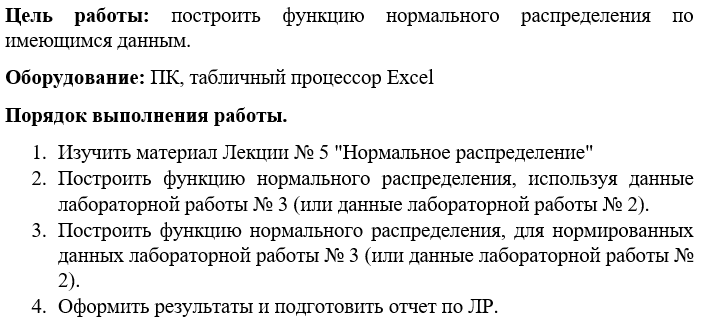 Цель работы: построить функцию нормального распределения по
имеющимся данным.
Оборудование: ПК, табличный процессор Excel
Порядок выполнения работы.
1. Изучить материал Лекции № 5 "Нормальное распределение"
2. Построить функцию нормального распределения, используя данные
лабораторной работы № 3 (или данные лабораторной работы № 2).
3. Построить функцию нормального распределения, для нормированных
данных лабораторной работы № 3 (или данные лабораторной работы №
2).
4. Оформить результаты и подготовить отчет по ЛР.